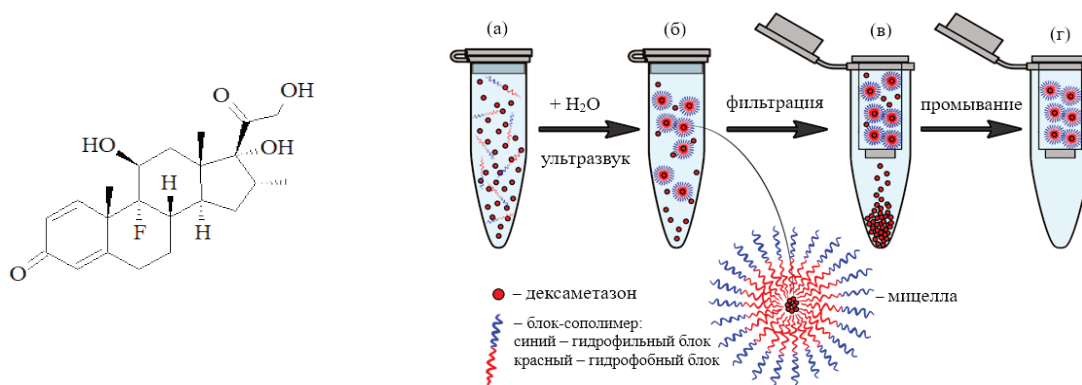 O
OH
HO
OH
H
F
H
O
(а)
(б)
(в)
(г)
+ H₂O
ультразвук
фильтрация
промывание
– дексаметазон
– блок-сополимер:
синий – гидрофильный блок
красный – гидрофобный блок
– мицелла